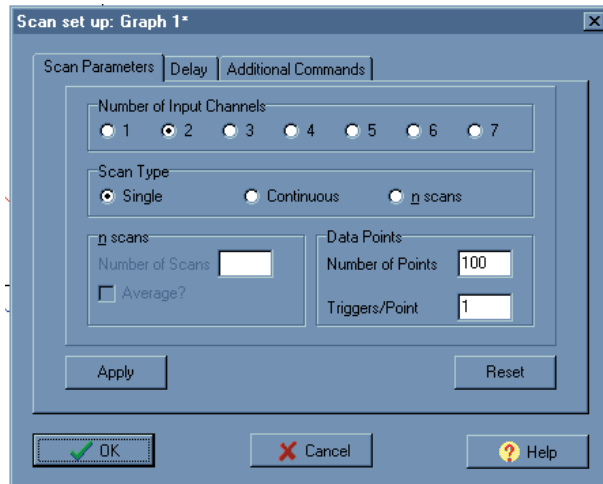 Scan set up: Graph 1*
Scan Parameters Delay Additional Commands
Number of Input Channels
1 2 3 4 5 6 7
Scan Type
Single Continuous n scans
n scans
Number of Scans
Average?
Data Points
Number of Points 100
Triggers/Point 1
Apply Reset
OK Cancel Help